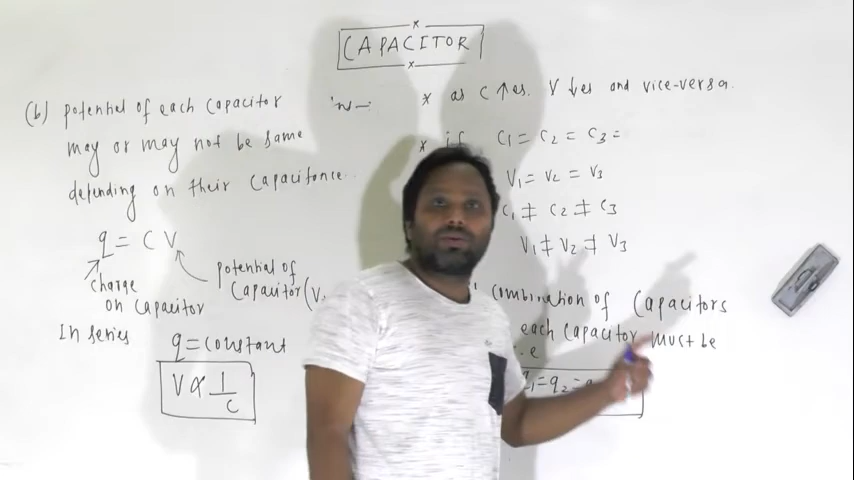 CAPACITOR
(b) potential of each Capacitor
may or may not be same
depending on their Capacitance.
q = C V
charge
on Capacitor
potential of
Capacitor (V
In series
q = constant
V ∝ 1/C
* as C ↑es. V ↓es and vice-versa.
* if C1 = C2 = C3 =
V1 = V2 = V3
C1 ≠ C2 ≠ C3
V1 ≠ V2 ≠ V3
combination of Capacitors
each Capacitor must be
q1 = q2 =